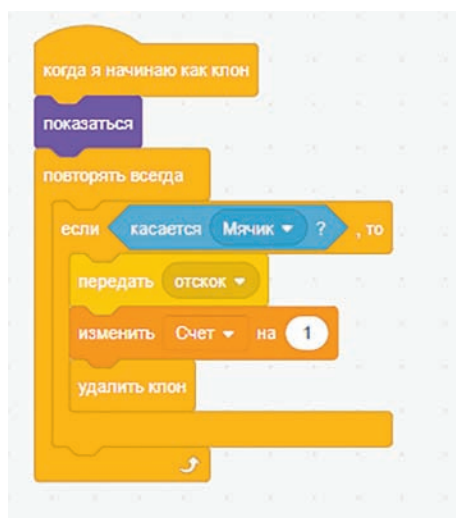 когда я начинаю как клон
показаться
повторять всегда
если касается Мячик ? , то
передать отскок
изменить Счет на 1
удалить клон